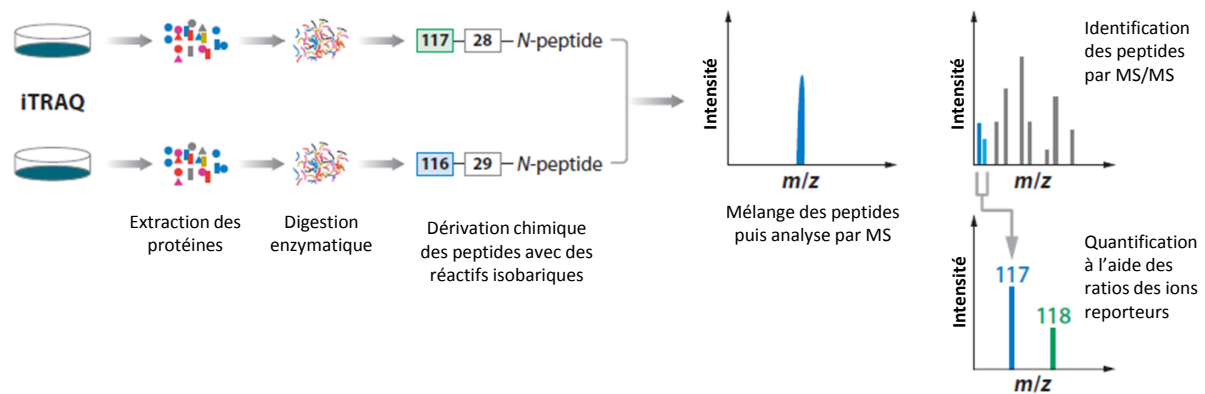 117 28 N-peptide
iTRAQ
116 29 N-peptide
Extraction des
protéines
Digestion
enzymatique
Dérivation chimique
des peptides avec des
réactifs isobariques
Intensité
m/z
Mélange des peptides
puis analyse par MS
Intensité
m/z
Identification
des peptides
par MS/MS
Intensité
117
118
m/z
Quantification
à l’aide des
ratios des ions
reporteurs